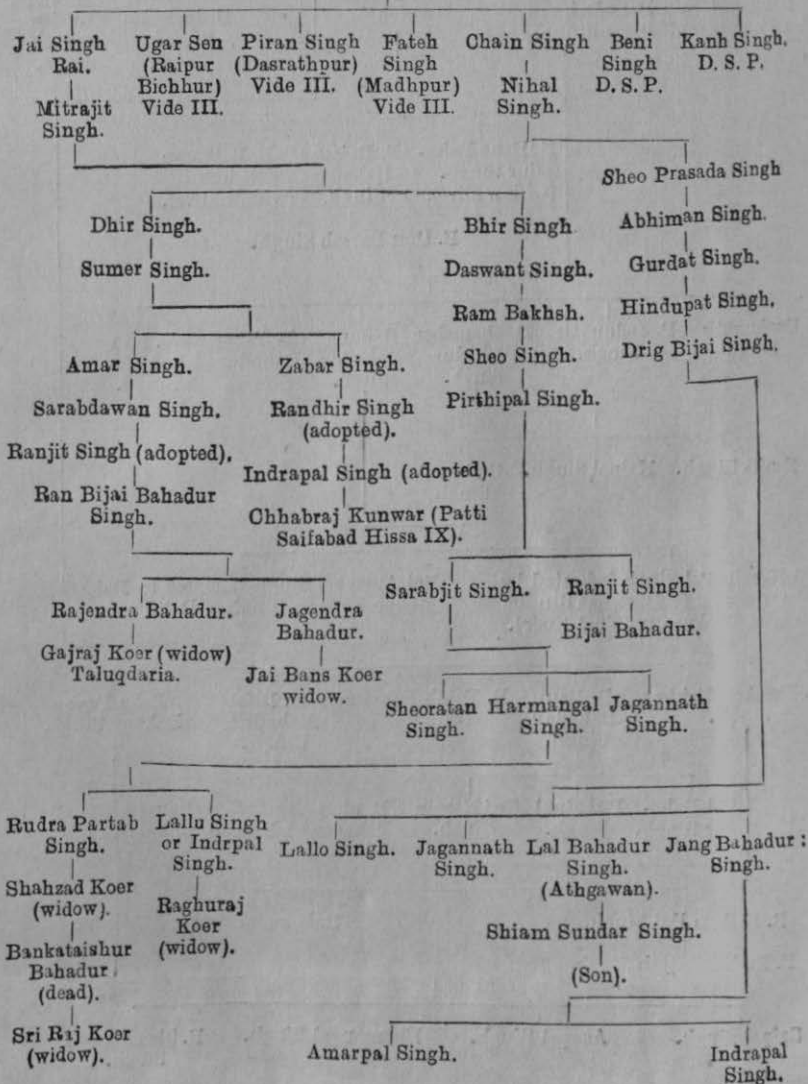 Jai Singh Ugar Sen Piran Singh Fateh Chain Singh Beni Kanh Singh.
Rai. (Raipur (Dasrathpur) Singh Singh D. S. P.
Bichhur) Vide III. (Madhpur) Nihal D. S. P.
Mitrajit Vide III. Vide III. Singh.
Singh.
Sheo Prasada Singh
Dhir Singh. Bhir Singh Abhiman Singh.
Sumer Singh. Daswant Singh. Gurdat Singh.
Ram Bakhsh. Hindupat Singh.
Amar Singh. Zabar Singh. Sheo Singh. Drig Bijai Singh.
Sarabdawan Singh. Randhir Singh Pirthipal Singh.
(adopted).
Ranjit Singh (adopted).
Indrapal Singh (adopted).
Ran Bijai Bahadur
Singh. Chhabraj Kunwar (Patti
Saifabad Hissa IX).
Sarabjit Singh. Ranjit Singh.
Rajendra Bahadur. Jagendra
Bahadur. Bijai Bahadur.
Gajraj Koer (widow)
Taluqdaria. Jai Bans Koer
widow.
Sheoratan Harmangal Jagannath
Singh. Singh. Singh.
Rudra Partab Lallu Singh
Singh. or Indrpal Lallo Singh. Jagannath Lal Bahadur Jang Bahadur:
Singh. Singh. Singh. Singh.
Shahzad Koer (Athgawan).
(widow). Raghuraj
Koer Shiam Sundar Singh.
Bankataishur (widow).
Bahadur (Son).
(dead).
Sri Raj Koer
(widow). Amarpal Singh. Indrapal
Singh.